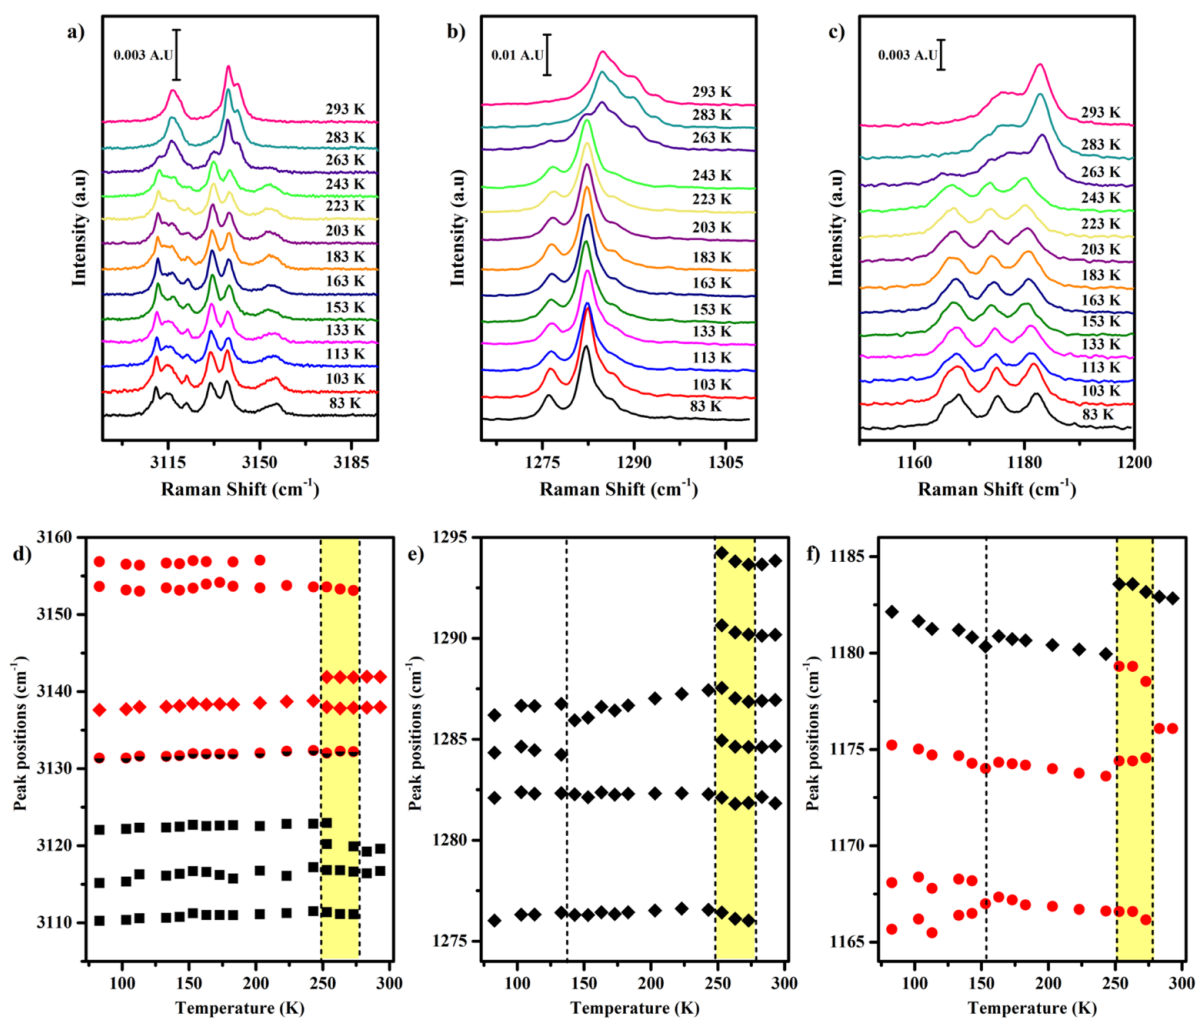 a)
0.003 A.U
293 K
283 K
263 K
243 K
223 K
203 K
183 K
163 K
153 K
133 K
113 K
103 K
83 K
Intensity (a.u)
3115 3150 3185
Raman Shift (cm-1)
b)
0.01 A.U
293 K
283 K
263 K
243 K
223 K
203 K
183 K
163 K
153 K
133 K
113 K
103 K
83 K
Intensity (a.u)
1275 1290 1305
Raman Shift (cm-1)
c)
0.003 A.U
293 K
283 K
263 K
243 K
223 K
203 K
183 K
163 K
153 K
133 K
113 K
103 K
83 K
Intensity (a.u)
1160 1180 1200
Raman Shift (cm-1)
d)
3160
3150
3140
3130
3120
3110
Peak positions (cm-1)
100 150 200 250 300
Temperature (K)
e)
1295
1290
1285
1280
1275
Peak positions (cm-1)
100 150 200 250 300
Temperature (K)
f)
1185
1180
1175
1170
1165
Peak positions (cm-1)
100 150 200 250 300
Temperature (K)